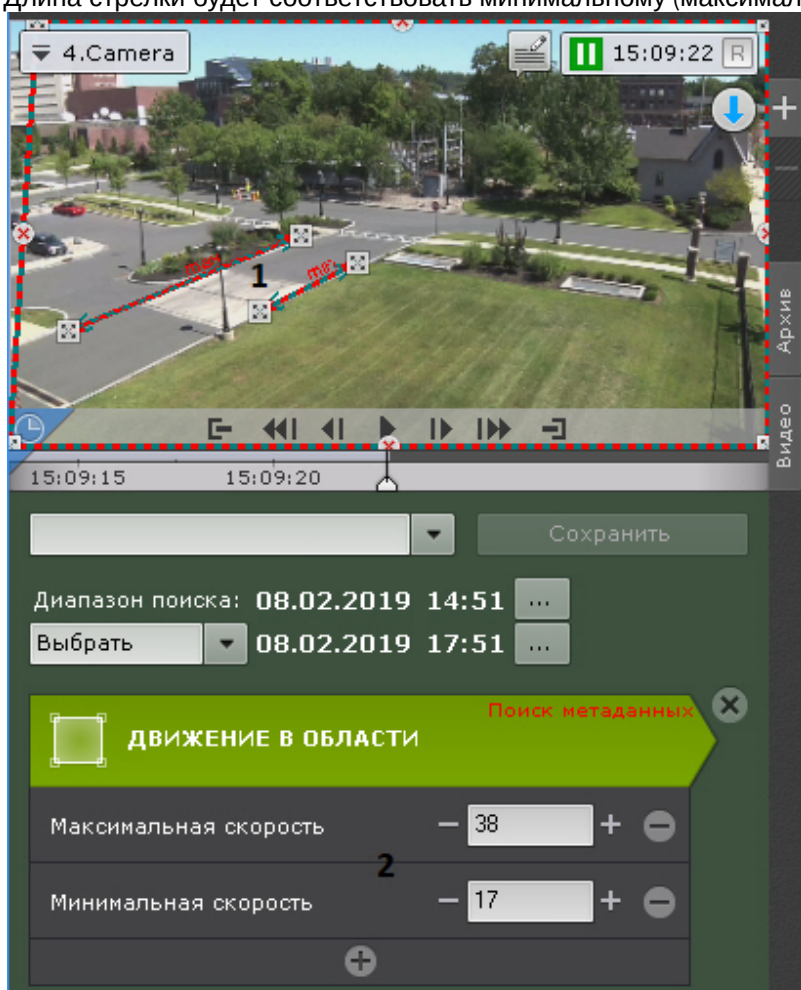 Длина стрелки будет соответствовать минимальному (максимал
4.Camera
15:09:22 R
max
1
Архив
Видео
15:09:15 15:09:20
Сохранить
Диапазон поиска: 08.02.2019 14:51 ...
Выбрать 08.02.2019 17:51 ...
Поиск метаданных
ДВИЖЕНИЕ В ОБЛАСТИ
Максимальная скорость − 38 +
2
Минимальная скорость − 17 +